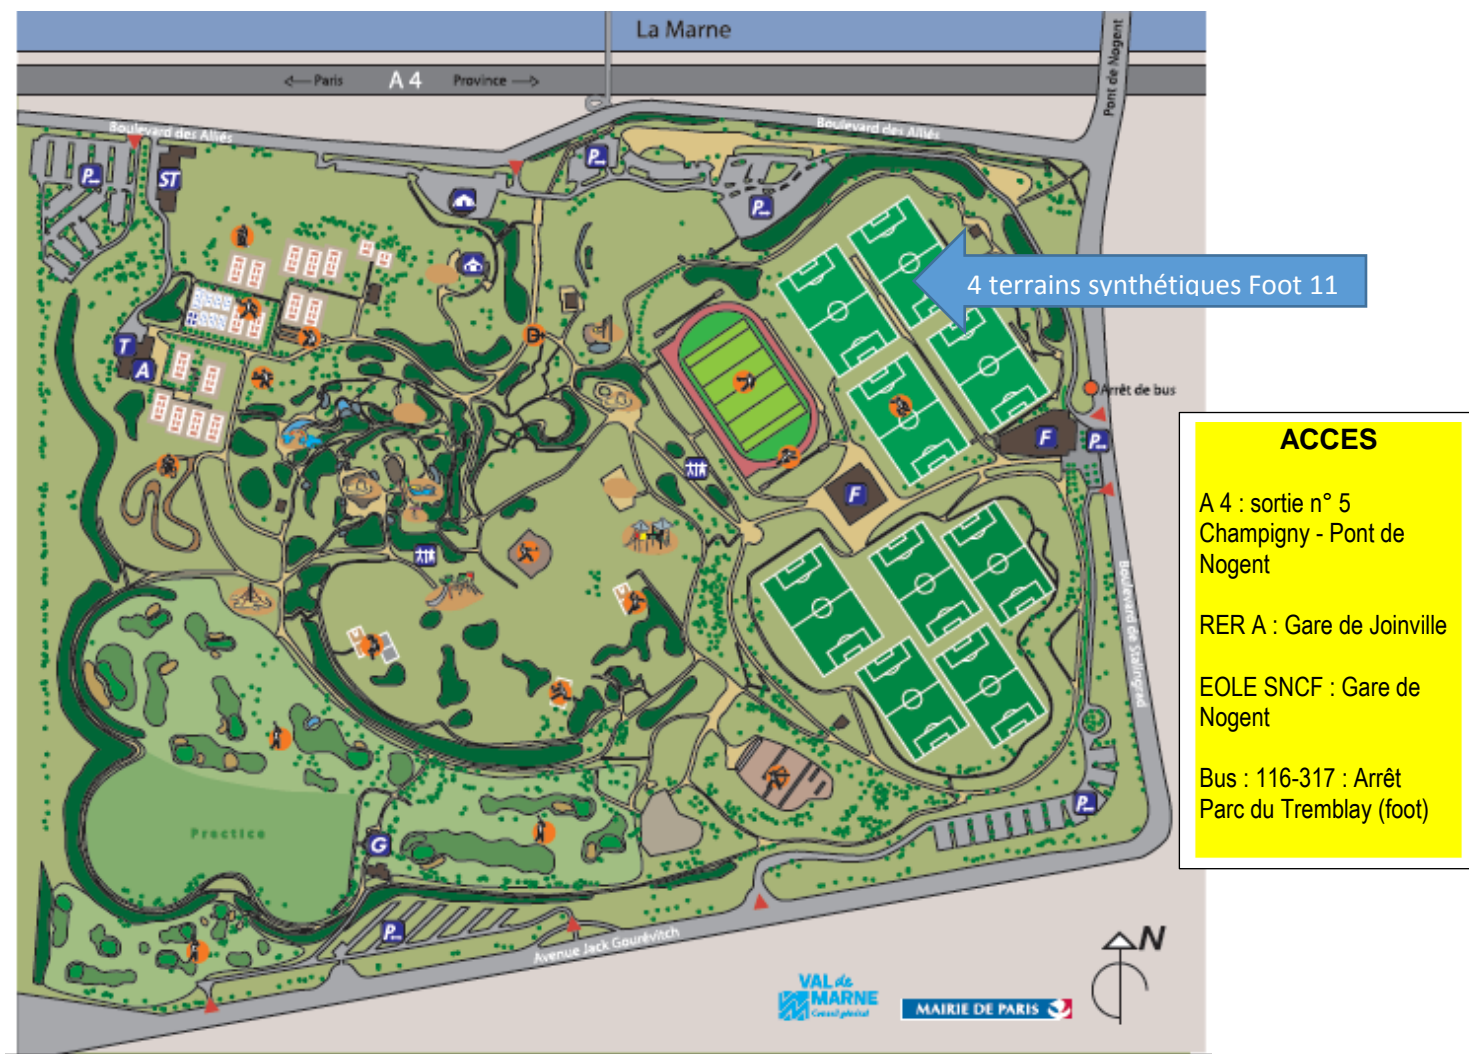 La Marne
Paris A 4 Province
Pont de Nogent
Boulevard des Alliés
Boulevard des Alliés
P
ST
P
P
4 terrains synthétiques Foot 11
T
A
D
Arrêt de bus
F
P
F
ACCES
A 4 : sortie n° 5
Champigny - Pont de
Nogent
RER A : Gare de Joinville
EOLE SNCF : Gare de
Nogent
Bus : 116-317 : Arrêt
Parc du Tremblay (foot)
Boulevard de Stalingrad
Practice
G
P
P
Avenue Jack Gourévitch
N
VAL de
MARNE
Conseil général
MAIRIE DE PARIS